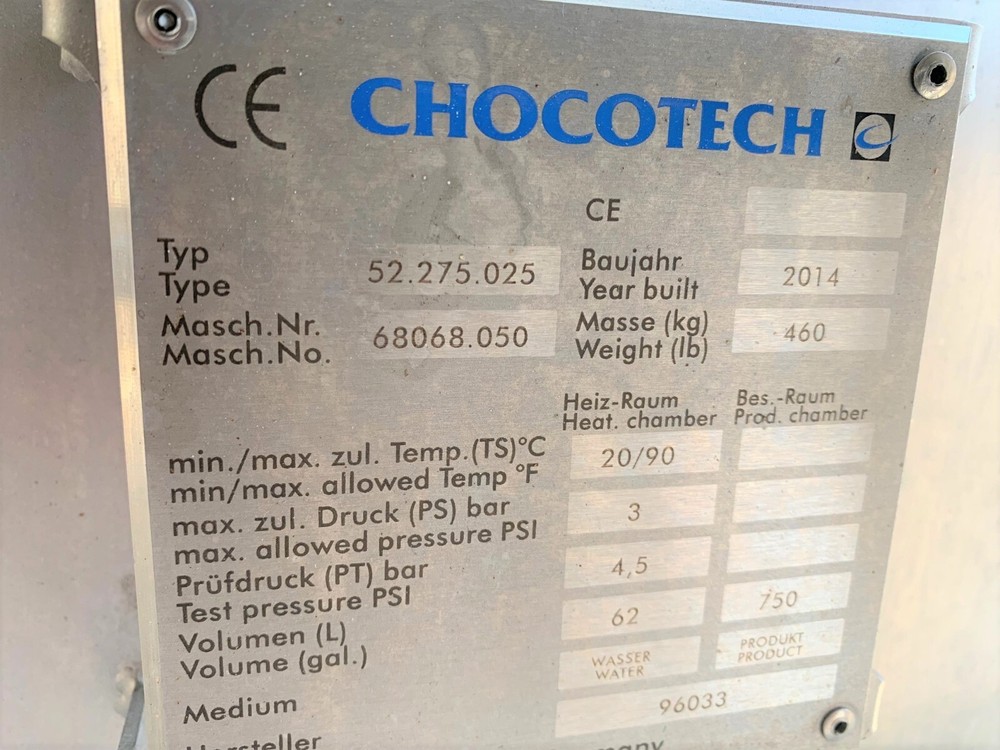 CE CHOCOTECH
CE
Typ
Type 52.275.025
Baujahr
Year built 2014
Masch.Nr.
Masch.No. 68068.050
Masse (kg)
Weight (lb) 460
Heiz-Raum Bes.-Raum
Heat. chamber Prod. chamber
min./max. zul. Temp.(TS)°C
min/max. allowed Temp °F 20/90
max. zul. Druck (PS) bar
max. allowed pressure PSI 3
Prüfdruck (PT) bar
Test pressure PSI 4,5
Volumen (L)
Volume (gal.) 62 750
Medium WASSER PRODUKT
WATER PRODUCT
96033
Hersteller